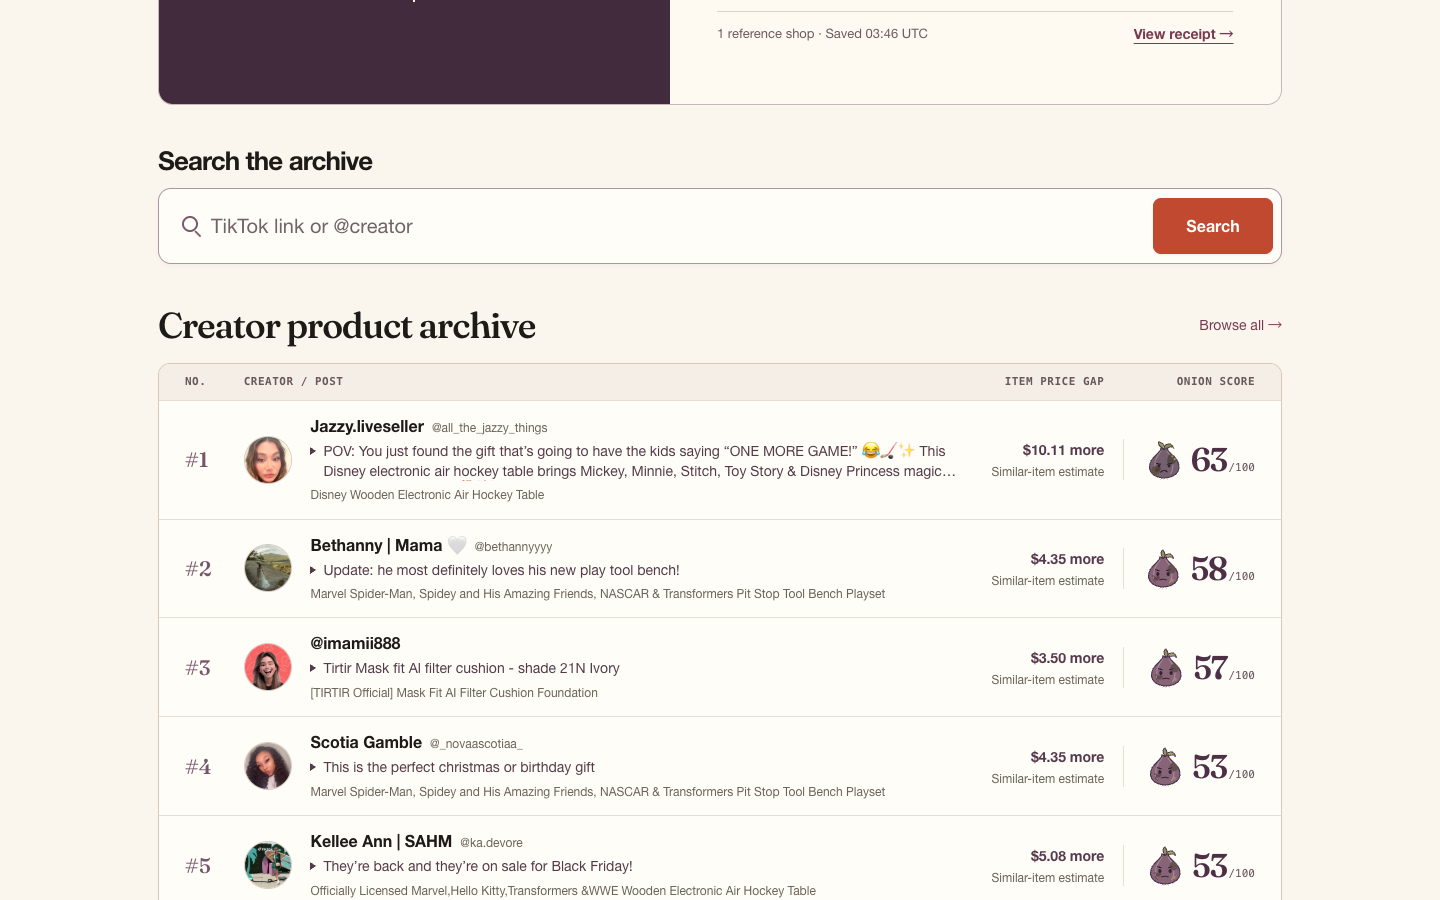 1 reference shop · Saved 03:46 UTC
View receipt →
Search the archive
TikTok link or @creator
Search
Creator product archive
Browse all →
NO.
CREATOR / POST
ITEM PRICE GAP
ONION SCORE
#1
Jazzy.liveseller @all_the_jazzy_things
POV: You just found the gift that’s going to have the kids saying “ONE MORE GAME!” 😂🏒✨ This
Disney electronic air hockey table brings Mickey, Minnie, Stitch, Toy Story & Disney Princess magic…
Disney Wooden Electronic Air Hockey Table
$10.11 more
Similar-item estimate
63/100
#2
Bethanny | Mama 🤍 @bethannyyyy
Update: he most definitely loves his new play tool bench!
Marvel Spider-Man, Spidey and His Amazing Friends, NASCAR & Transformers Pit Stop Tool Bench Playset
$4.35 more
Similar-item estimate
58/100
#3
@imamii888
Tirtir Mask fit AI filter cushion - shade 21N Ivory
[TIRTIR Official] Mask Fit AI Filter Cushion Foundation
$3.50 more
Similar-item estimate
57/100
#4
Scotia Gamble @_novaascotiaa_
This is the perfect christmas or birthday gift
Marvel Spider-Man, Spidey and His Amazing Friends, NASCAR & Transformers Pit Stop Tool Bench Playset
$4.35 more
Similar-item estimate
53/100
#5
Kellee Ann | SAHM @ka.devore
They’re back and they’re on sale for Black Friday!
Officially Licensed Marvel,Hello Kitty,Transformers &WWE Wooden Electronic Air Hockey Table
$5.08 more
Similar-item estimate
53/100